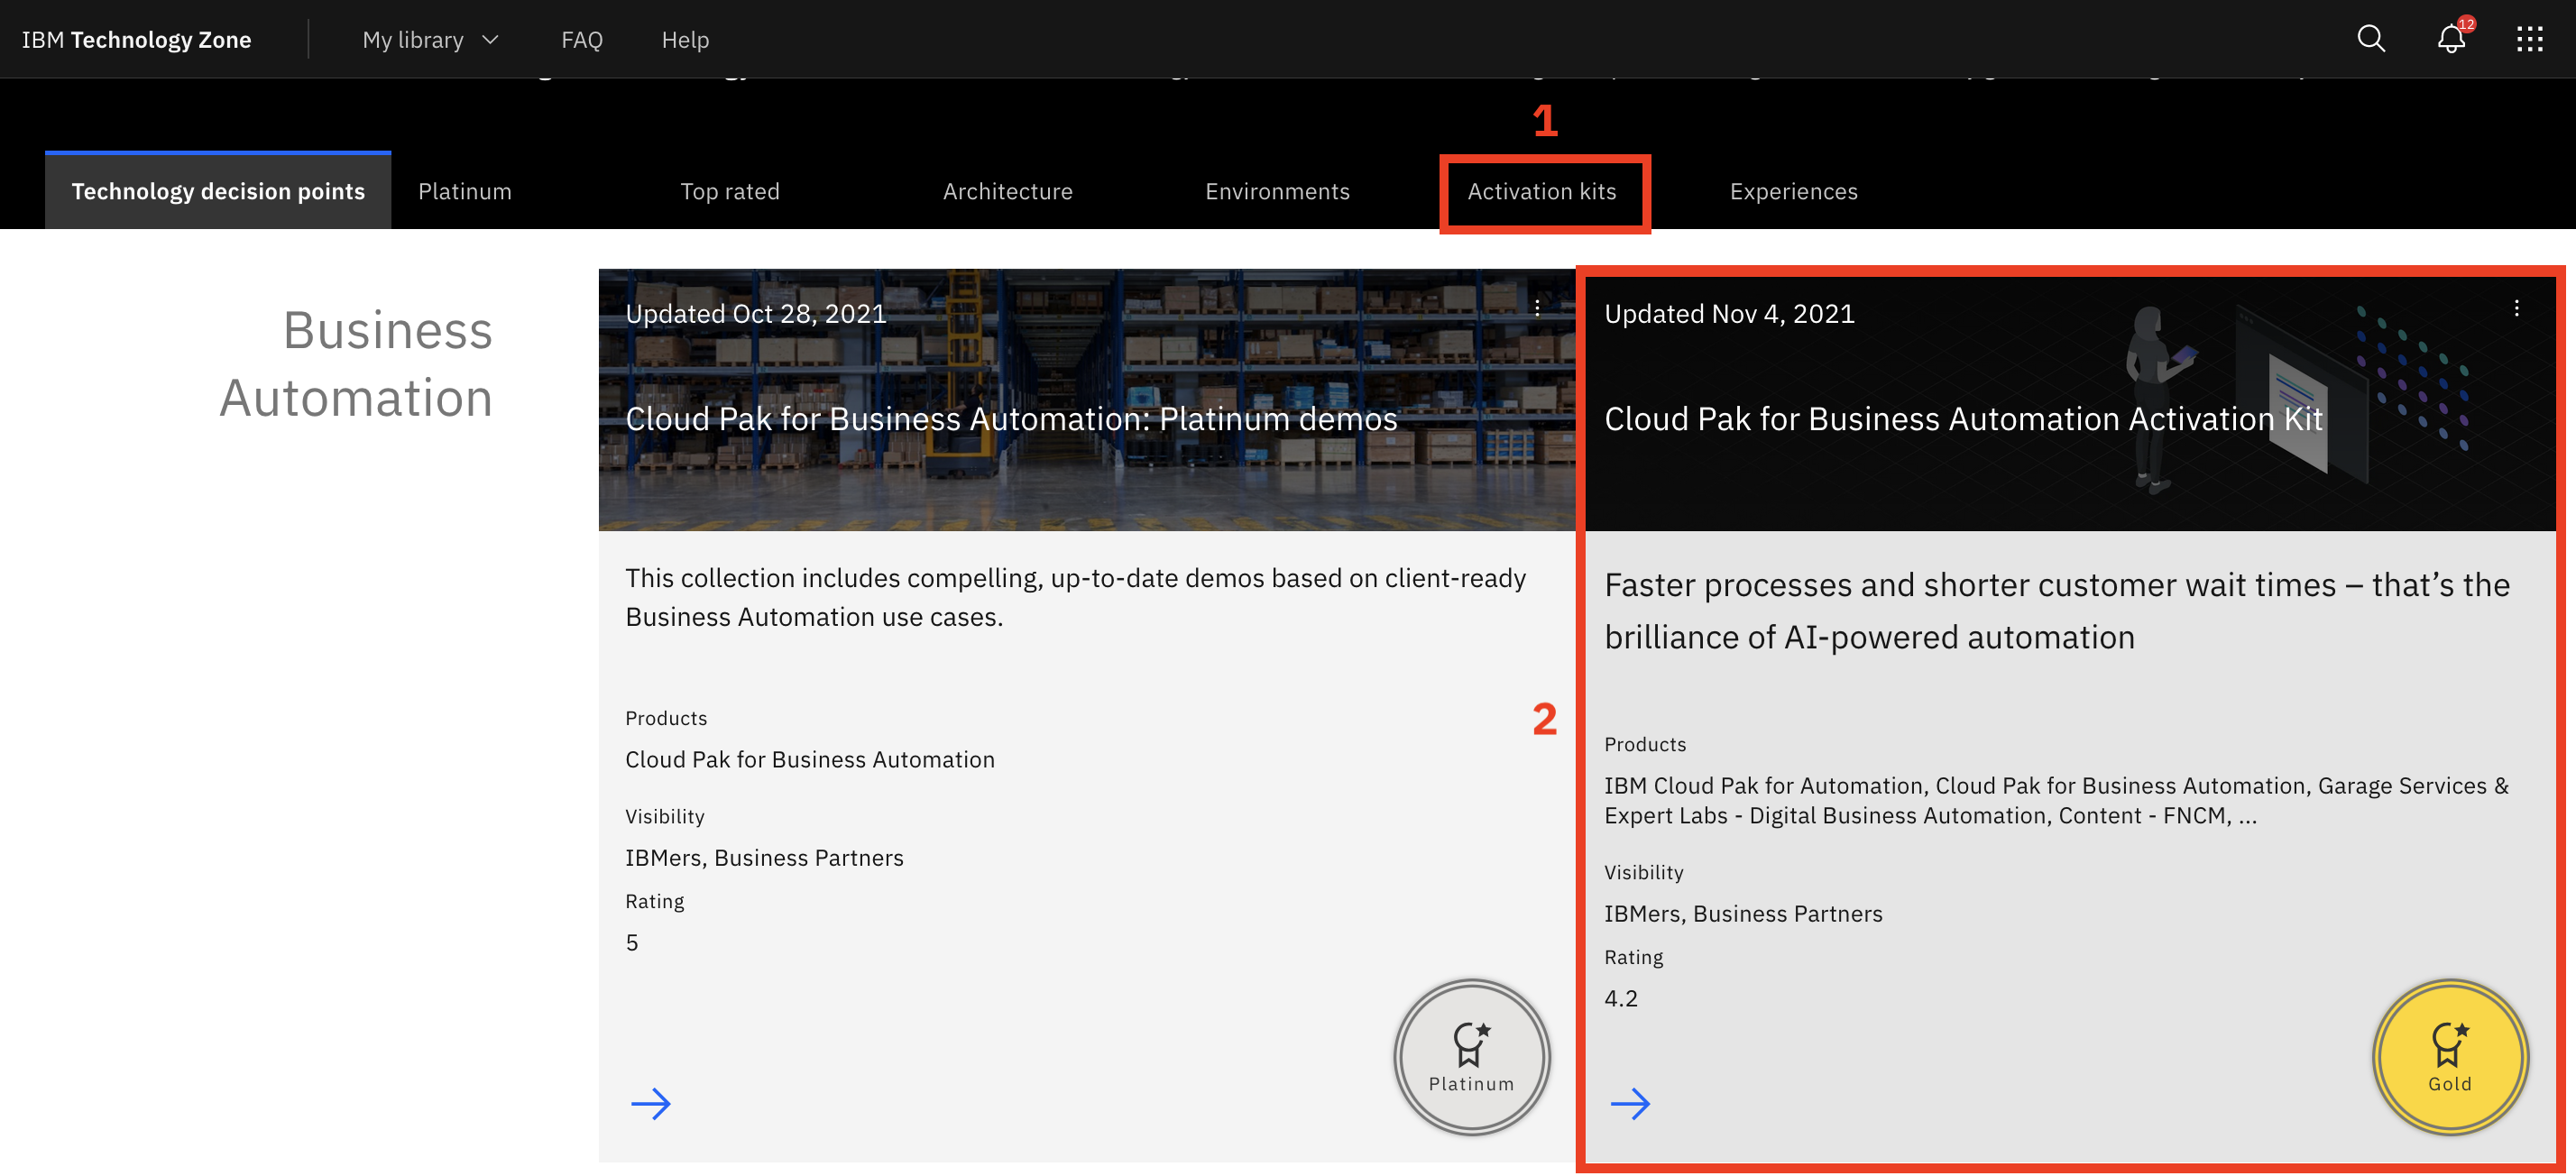 IBM Technology Zone
My library
FAQ
Help
12
1
Technology decision points
Platinum
Top rated
Architecture
Environments
Activation kits
Experiences
Business
Automation
Updated Oct 28, 2021
Cloud Pak for Business Automation: Platinum demos
This collection includes compelling, up-to-date demos based on client-ready
Business Automation use cases.
Products
Cloud Pak for Business Automation
Visibility
IBMers, Business Partners
Rating
5
Platinum
2
Updated Nov 4, 2021
Cloud Pak for Business Automation Activation Kit
Faster processes and shorter customer wait times – that’s the
brilliance of AI-powered automation
Products
IBM Cloud Pak for Automation, Cloud Pak for Business Automation, Garage Services &
Expert Labs - Digital Business Automation, Content - FNCM, ...
Visibility
IBMers, Business Partners
Rating
4.2
Gold